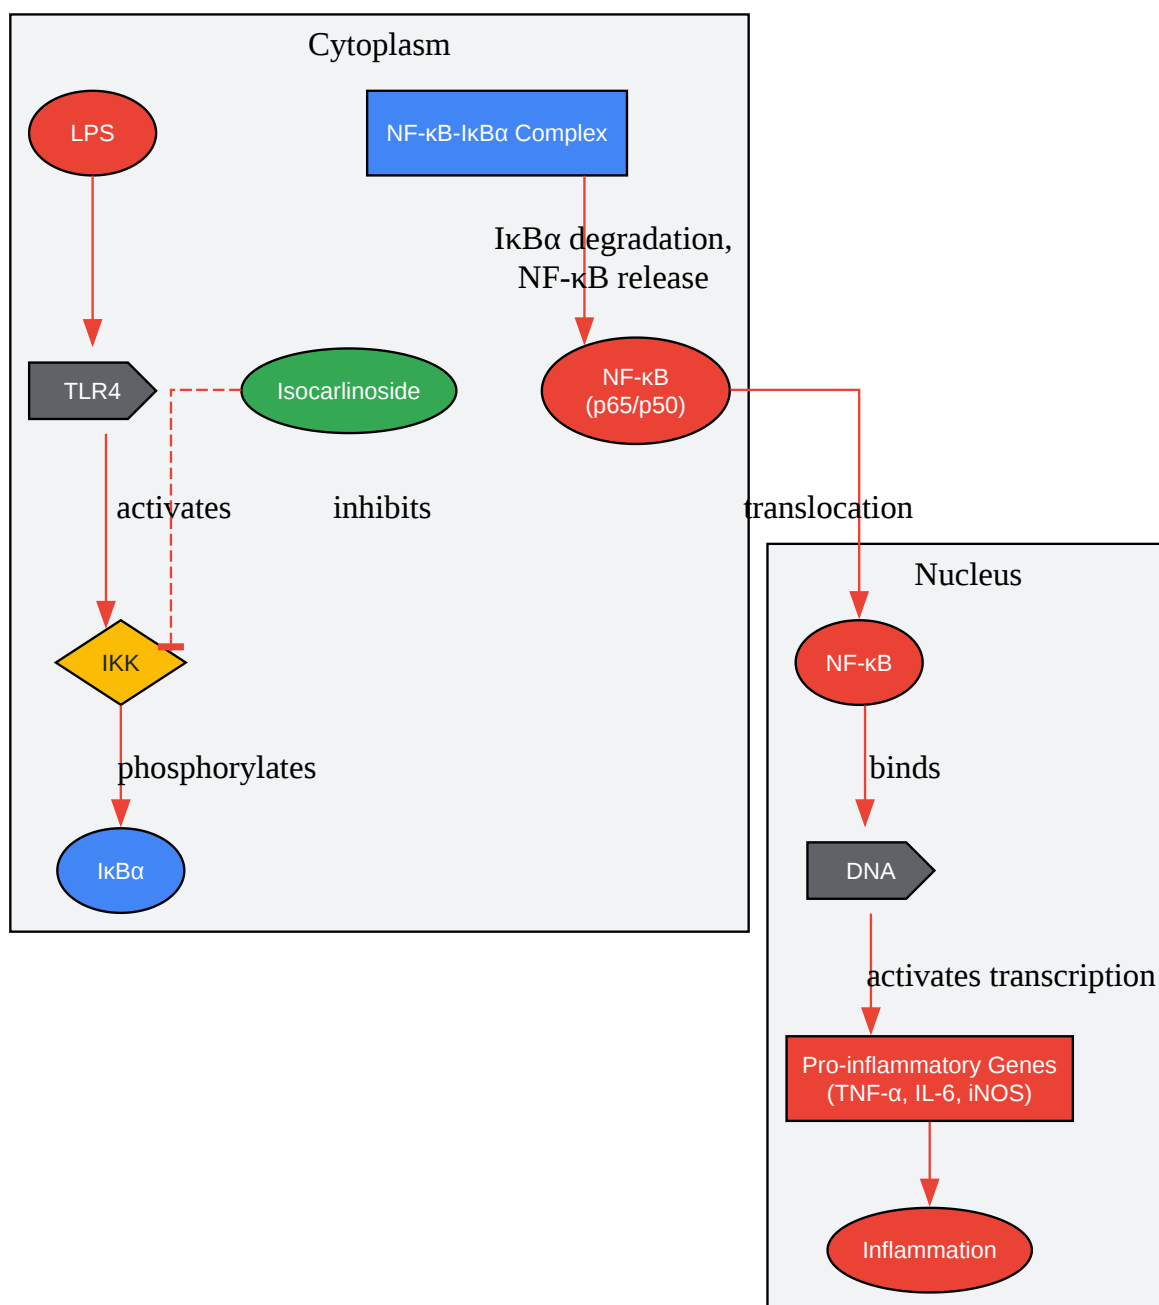 Cytoplasm
LPS
NF-κB-IκBα Complex
IκBα degradation,
NF-κB release
TLR4
Isocarlinoside
NF-κB
(p65/p50)
activates
inhibits
translocation
Nucleus
IKK
NF-κB
phosphorylates
binds
IκBα
DNA
activates transcription
Pro-inflammatory Genes
(TNF-α, IL-6, iNOS)
Inflammation